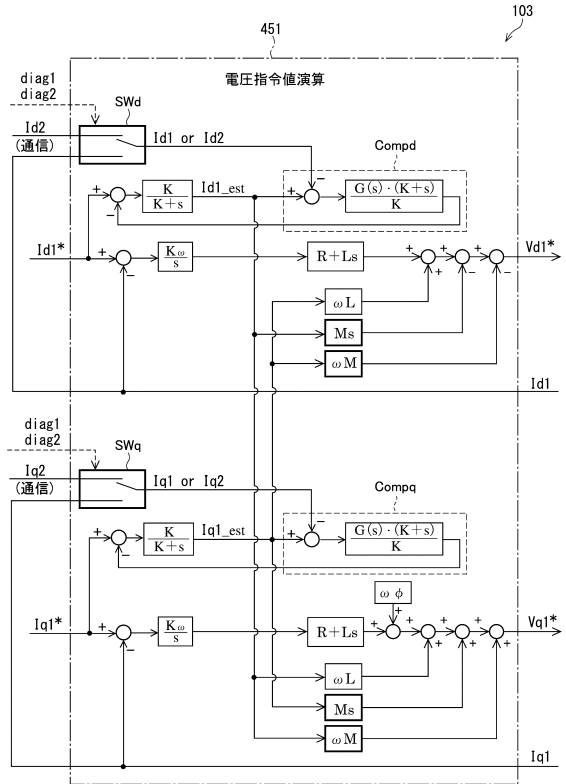 103
451
電圧指令値演算
diag1
diag2
SWd
Id2
(通信)
Id1 or Id2
Compd
+
−
K
K+s
Id1_est
+
−
G(s)・(K+s)
K
Id1*
+
−
Kω
s
R+Ls
+
+
+
−
+
−
Vd1*
ωL
Ms
ωM
Id1
diag1
diag2
SWq
Iq2
(通信)
Iq1 or Iq2
Compq
+
−
K
K+s
Iq1_est
+
−
G(s)・(K+s)
K
ωφ
Iq1*
+
−
Kω
s
R+Ls
+
+
+
+
+
+
+
+
Vq1*
ωL
Ms
ωM
Iq1